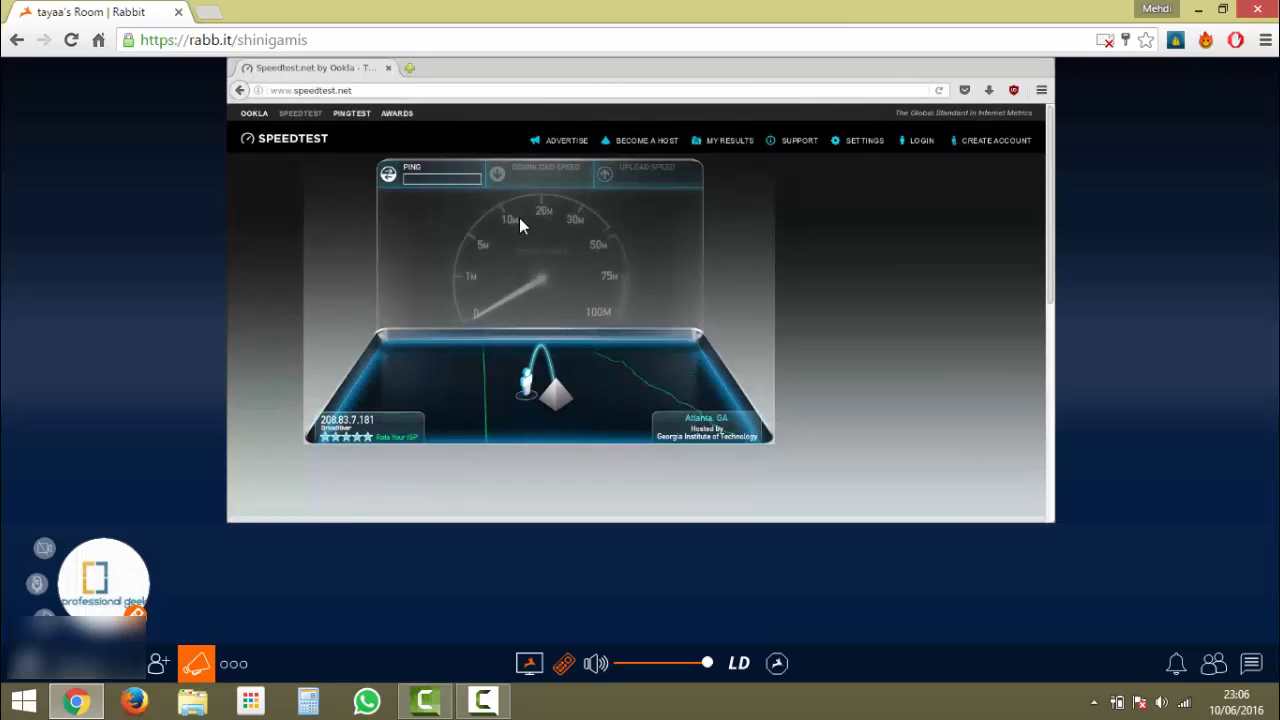 tayaa's Room | Rabbit
Mehdi
https://rabb.it/shinigamis
Speedtest.net by Ookla - T...
www.speedtest.net
OOKLA SPEEDTEST PINGTEST AWARDS
The Global Standard in Internet Metrics
SPEEDTEST
ADVERTISE BECOME A HOST MY RESULTS SUPPORT SETTINGS LOGIN CREATE ACCOUNT
PING DOWNLOAD SPEED UPLOAD SPEED
20M
10M 30M
5M 50M
1M 75M
0 100M
208.83.7.181
Rate Your ISP
Atlanta, GA
Hosted by
Georgia Institute of Technology
professional geek
LD
23:06
10/06/2016